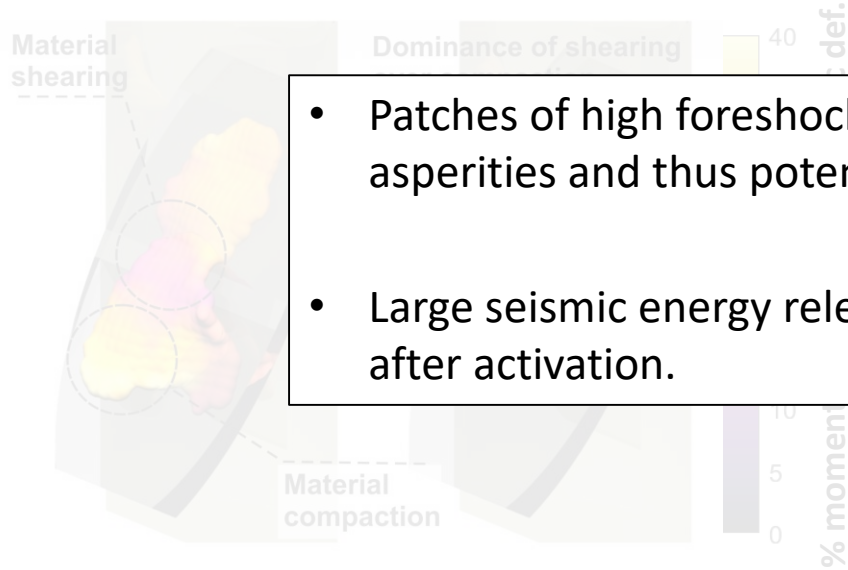 Material
shearing
Dominance of shearing
40
def.
• Patches of high foreshock
asperities and thus poten
• Large seismic energy rele
after activation.
10
5
0
% moment
Material
compaction